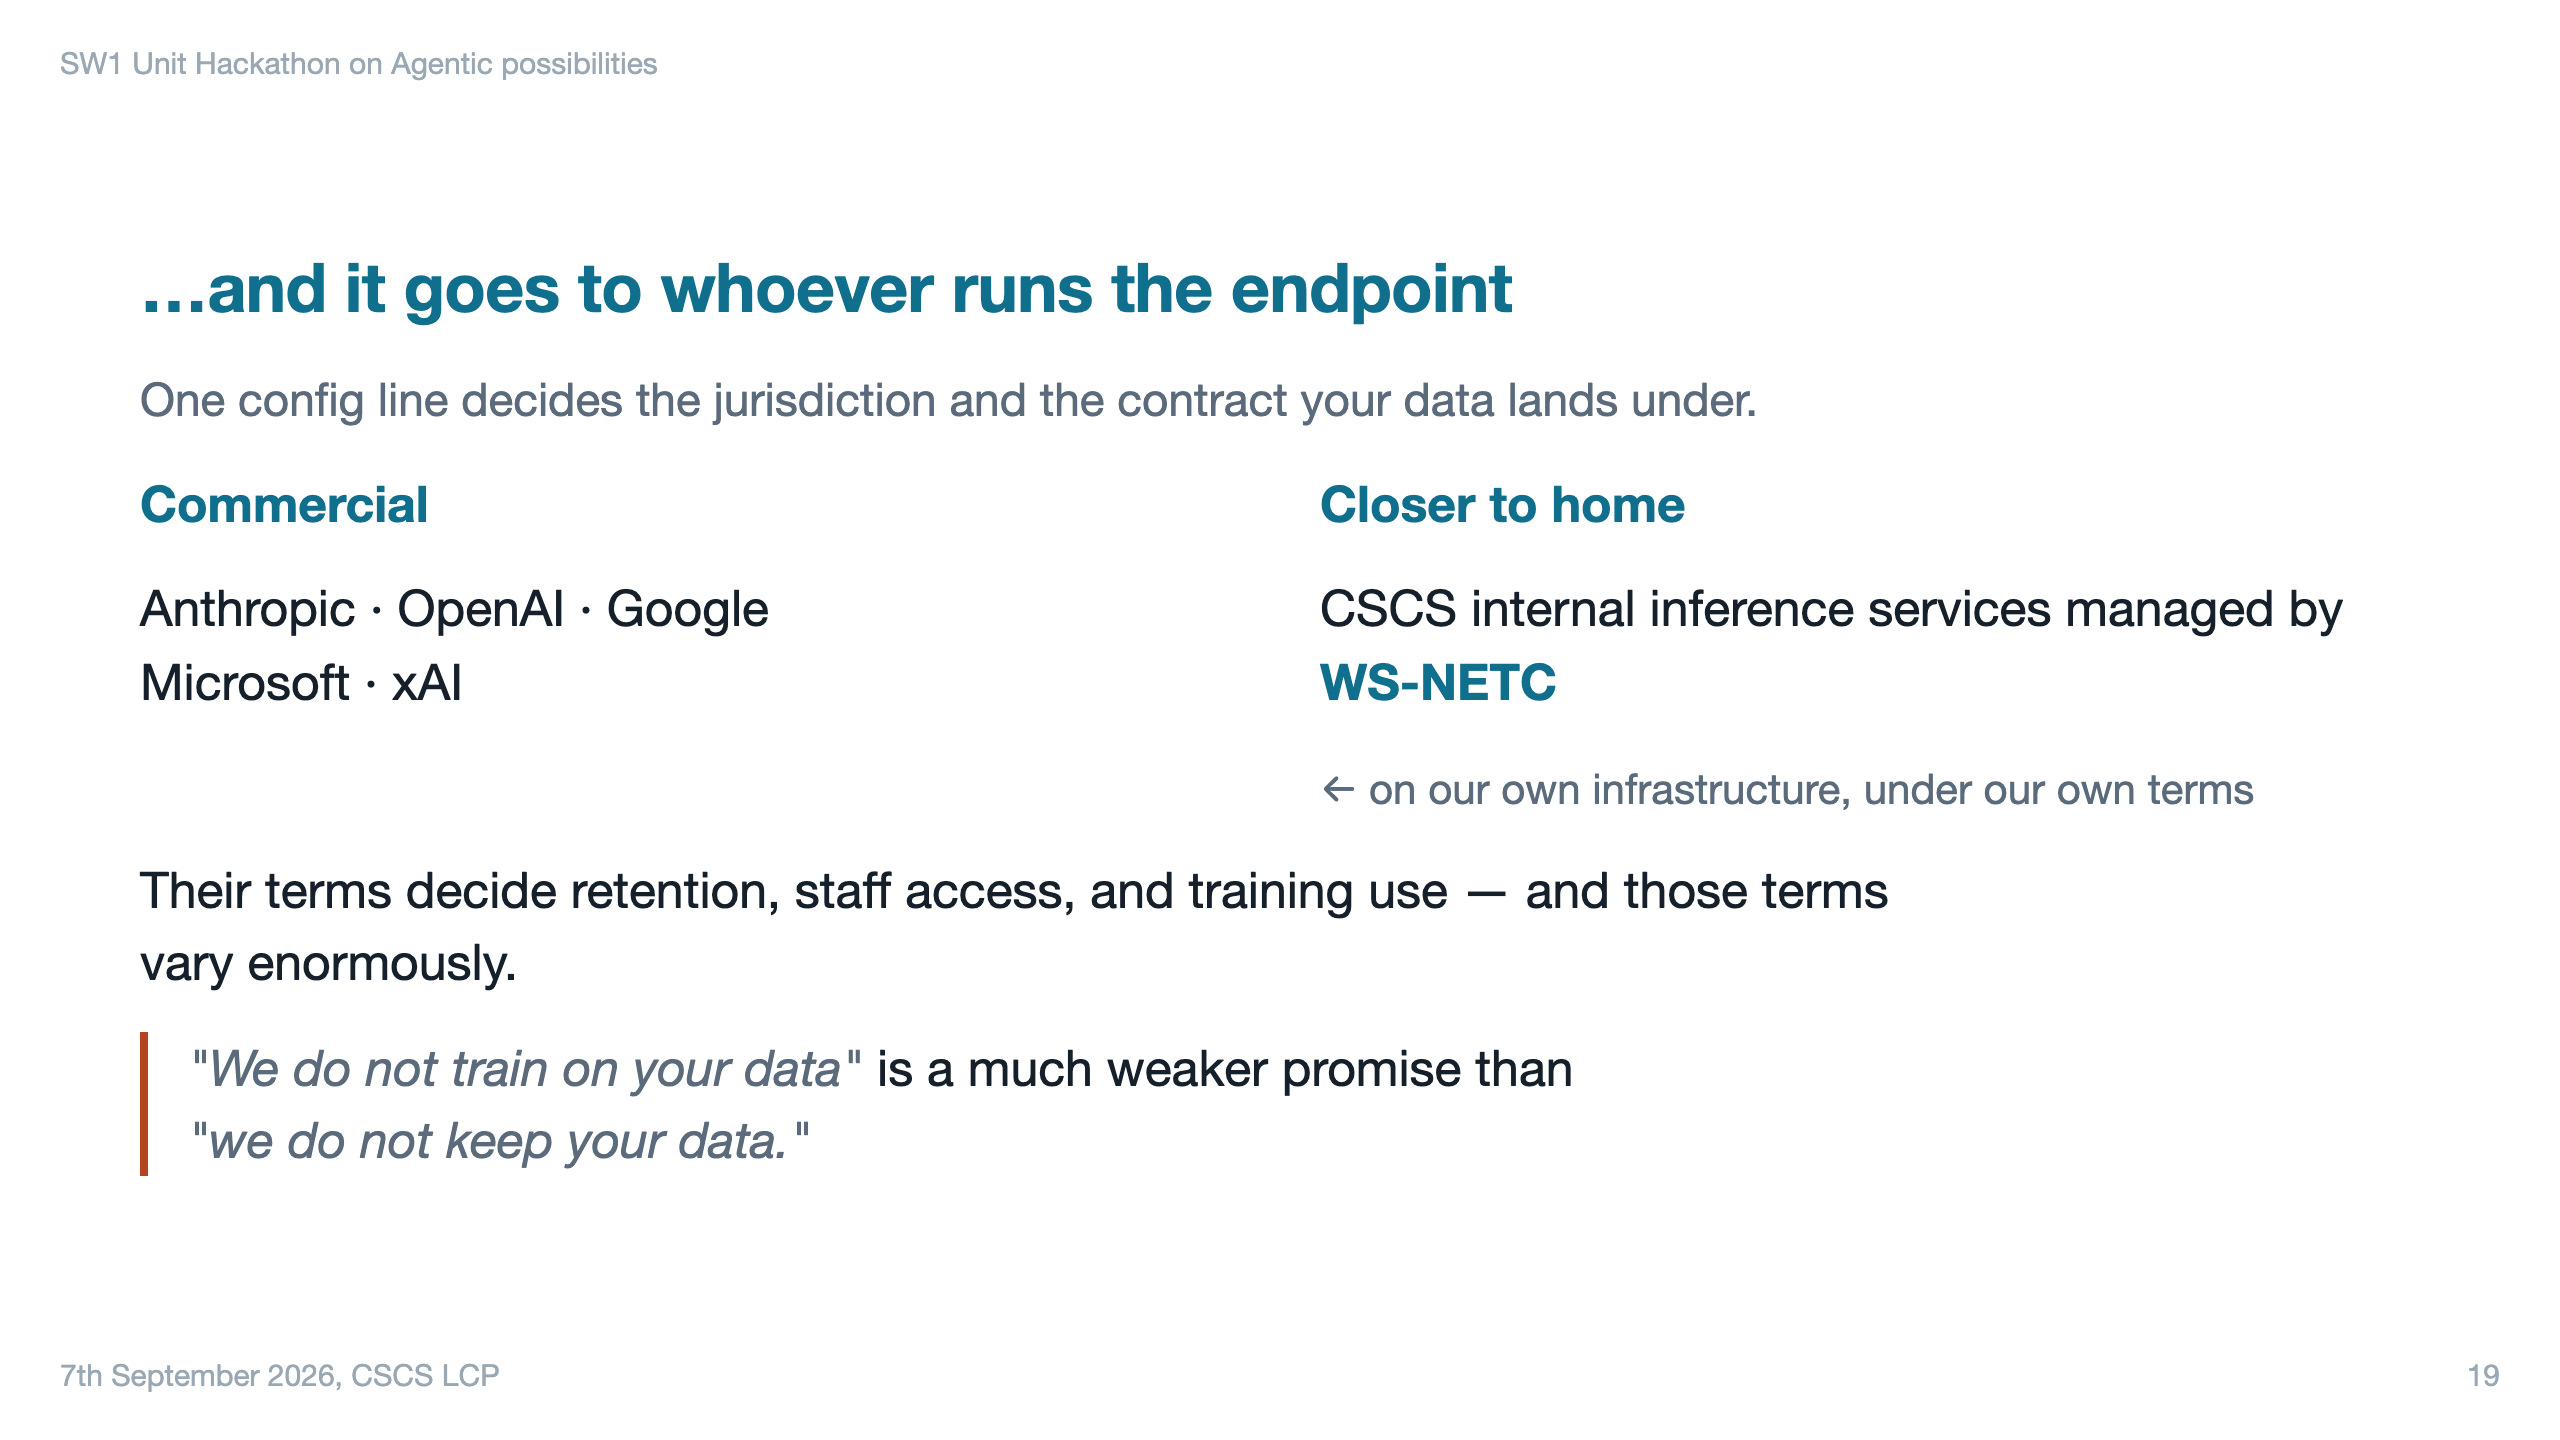 SW1 Unit Hackathon on Agentic possibilities
…and it goes to whoever runs the endpoint
One config line decides the jurisdiction and the contract your data lands under.
Commercial
Anthropic · OpenAI · Google
Microsoft · xAI
Closer to home
CSCS internal inference services managed by
WS-NETC
← on our own infrastructure, under our own terms
Their terms decide retention, staff access, and training use — and those terms
vary enormously.
"We do not train on your data" is a much weaker promise than
"we do not keep your data."
7th September 2026, CSCS LCP
19